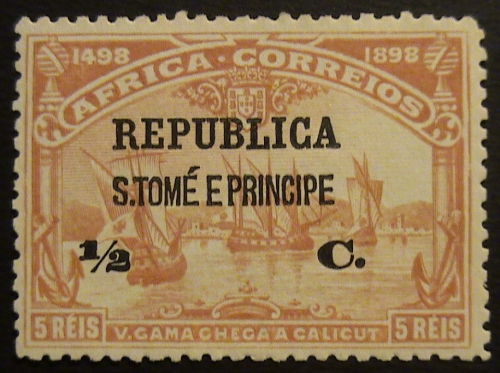 1498 1898
AFRICA · CORREIOS
REPUBLICA
S.TOMÉ E PRINCIPE
1/2 C.
5 RÉIS V. GAMA CHEGA A CALICUT 5 RÉIS